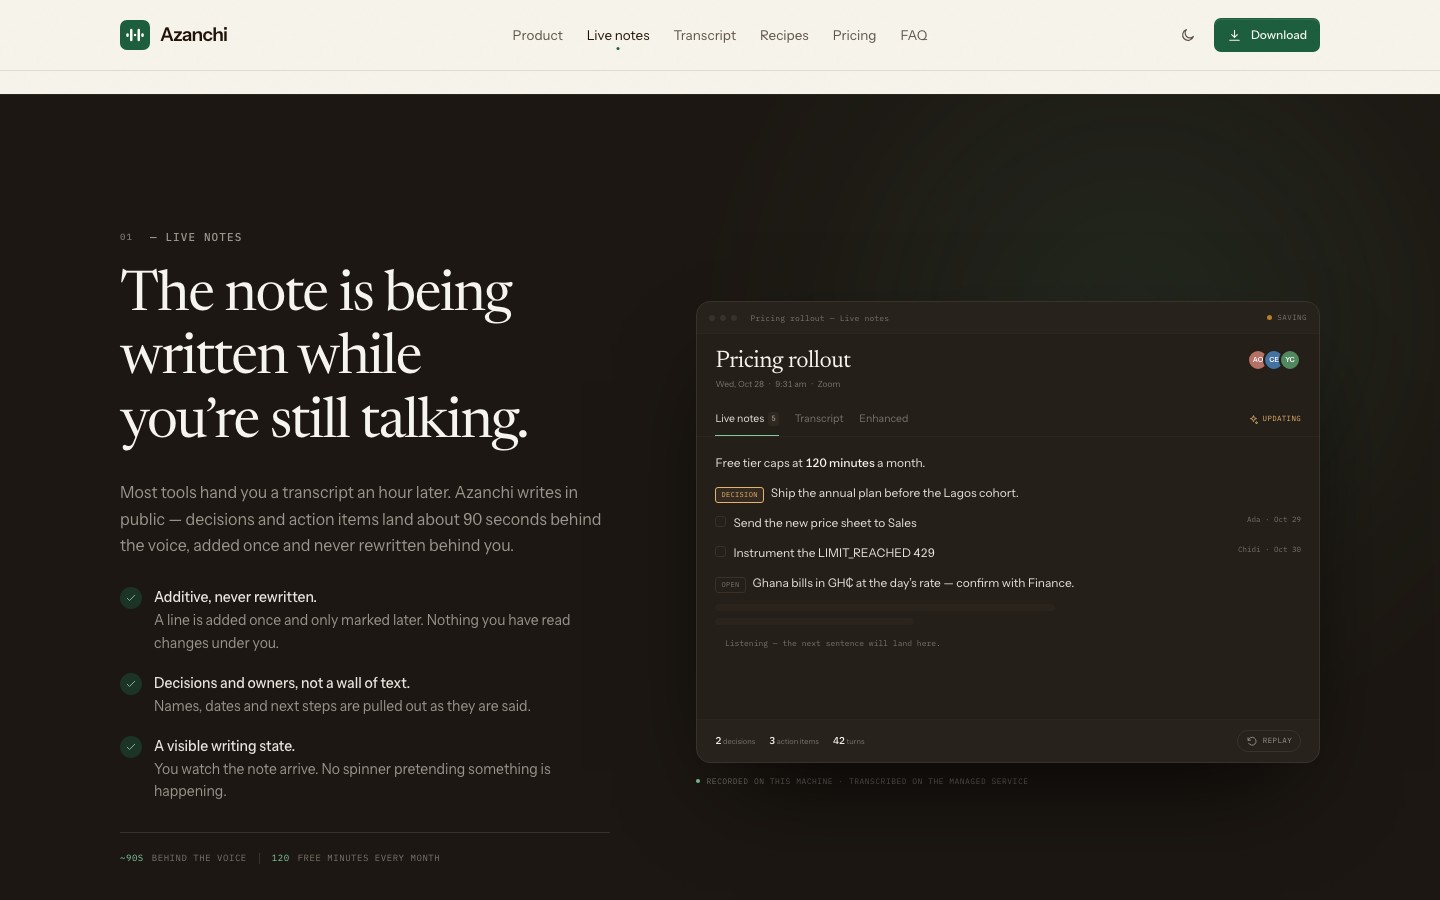 Azanchi
Product
Live notes
Transcript
Recipes
Pricing
FAQ
Download
01 — LIVE NOTES
The note is being
written while
you’re still talking.
Most tools hand you a transcript an hour later. Azanchi writes in
public — decisions and action items land about 90 seconds behind
the voice, added once and never rewritten behind you.
Additive, never rewritten.
A line is added once and only marked later. Nothing you have read
changes under you.
Decisions and owners, not a wall of text.
Names, dates and next steps are pulled out as they are said.
A visible writing state.
You watch the note arrive. No spinner pretending something is
happening.
~90S BEHIND THE VOICE
120 FREE MINUTES EVERY MONTH
Pricing rollout — Live notes
SAVING
Pricing rollout
AO CE YC
Wed, Oct 28 · 9:31 am · Zoom
Live notes 5
Transcript
Enhanced
UPDATING
Free tier caps at 120 minutes a month.
DECISION Ship the annual plan before the Lagos cohort.
Send the new price sheet to Sales
Ada · Oct 29
Instrument the LIMIT_REACHED 429
Chidi · Oct 30
OPEN Ghana bills in GH₵ at the day’s rate — confirm with Finance.
Listening — the next sentence will land here.
2 decisions 3 action items 42 turns
REPLAY
RECORDED ON THIS MACHINE · TRANSCRIBED ON THE MANAGED SERVICE